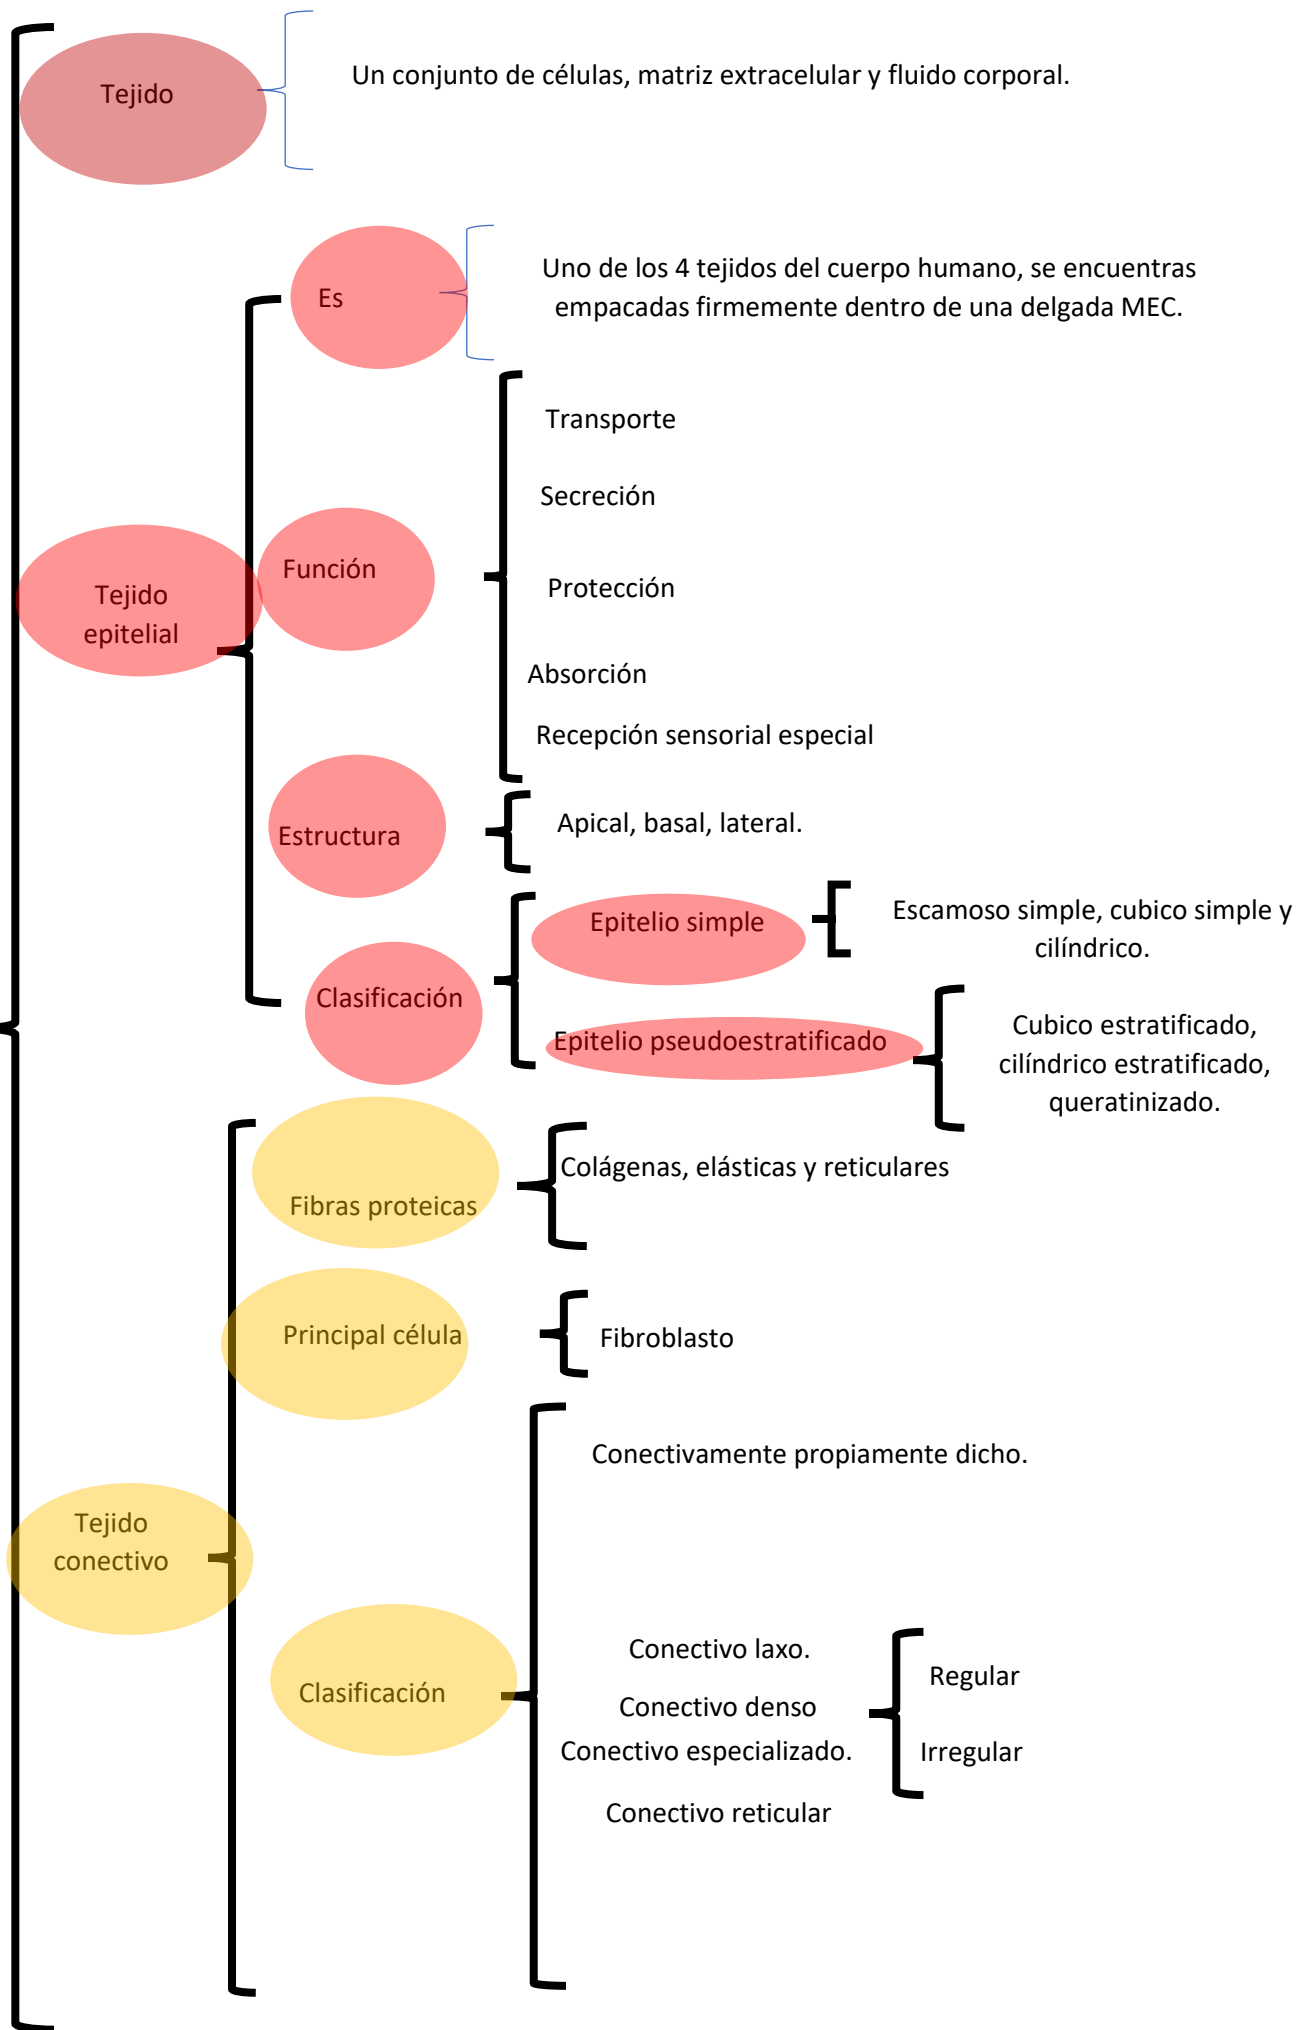 Tejido
Un conjunto de células, matriz extracelular y fluido corporal.
Es
Uno de los 4 tejidos del cuerpo humano, se encuentras
empacadas firmemente dentro de una delgada MEC.
Tejido
epitelial
Función
Transporte
Secreción
Protección
Absorción
Recepción sensorial especial
Estructura
Apical, basal, lateral.
Clasificación
Epitelio simple
Escamoso simple, cubico simple y
cilíndrico.
Epitelio pseudoestratificado
Cubico estratificado,
cilíndrico estratificado,
queratinizado.
Fibras proteicas
Colágenas, elásticas y reticulares
Principal célula
Fibroblasto
Tejido
conectivo
Clasificación
Conectivamente propiamente dicho.
Conectivo laxo.
Conectivo denso
Regular
Irregular
Conectivo especializado.
Conectivo reticular